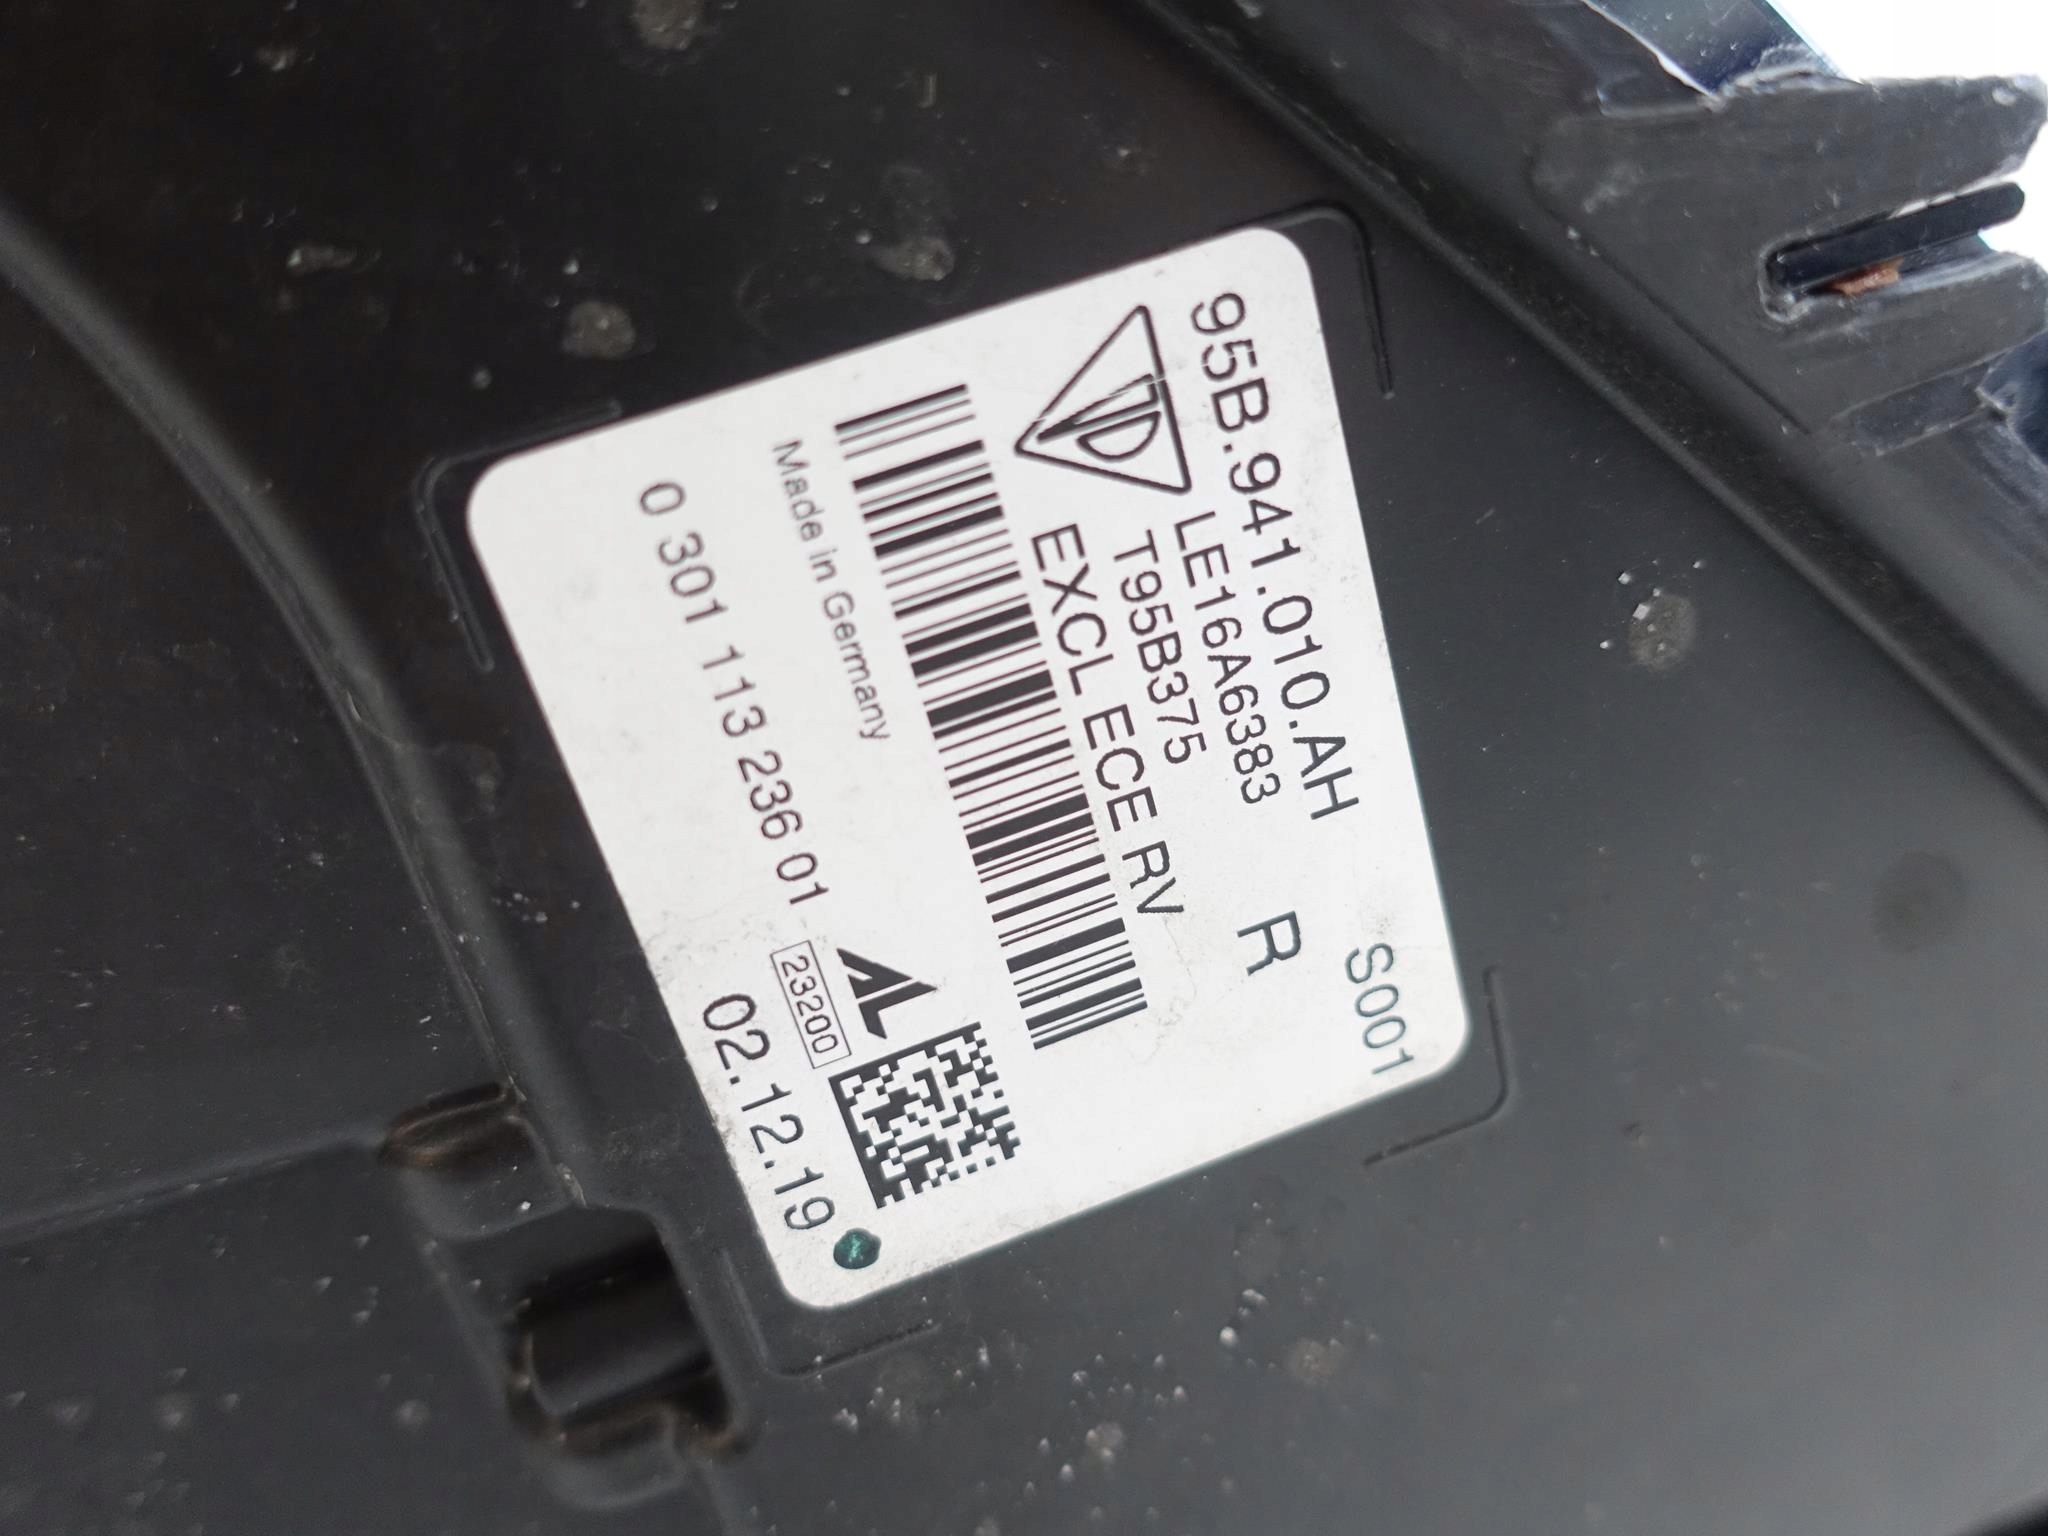 95B.941.010.AH
S001
LE16A6383
R
T95B375
EXCL ECE RV
Made in Germany
AL
23200
0 301 113 236 01
02.12.19